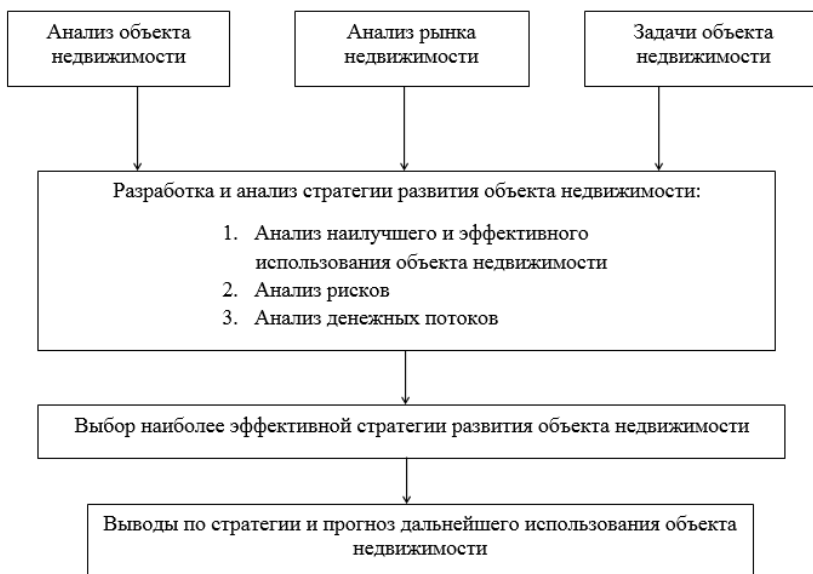 Анализ объекта
недвижимости
Анализ рынка
недвижимости
Задачи объекта
недвижимости
Разработка и анализ стратегии развития объекта недвижимости:
1. Анализ наилучшего и эффективного
использования объекта недвижимости
2. Анализ рисков
3. Анализ денежных потоков
Выбор наиболее эффективной стратегии развития объекта недвижимости
Выводы по стратегии и прогноз дальнейшего использования объекта
недвижимости